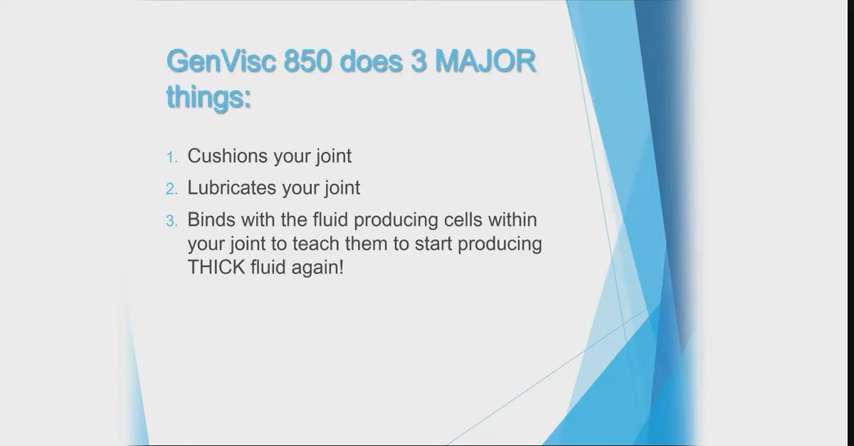 GenVisc 850 does 3 MAJOR
things:
1. Cushions your joint
2. Lubricates your joint
3. Binds with the fluid producing cells within
your joint to teach them to start producing
THICK fluid again!